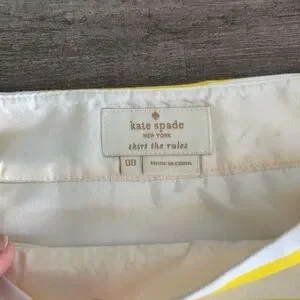 kate spade
NEW YORK
skirt the rules
00
MADE IN CHINA